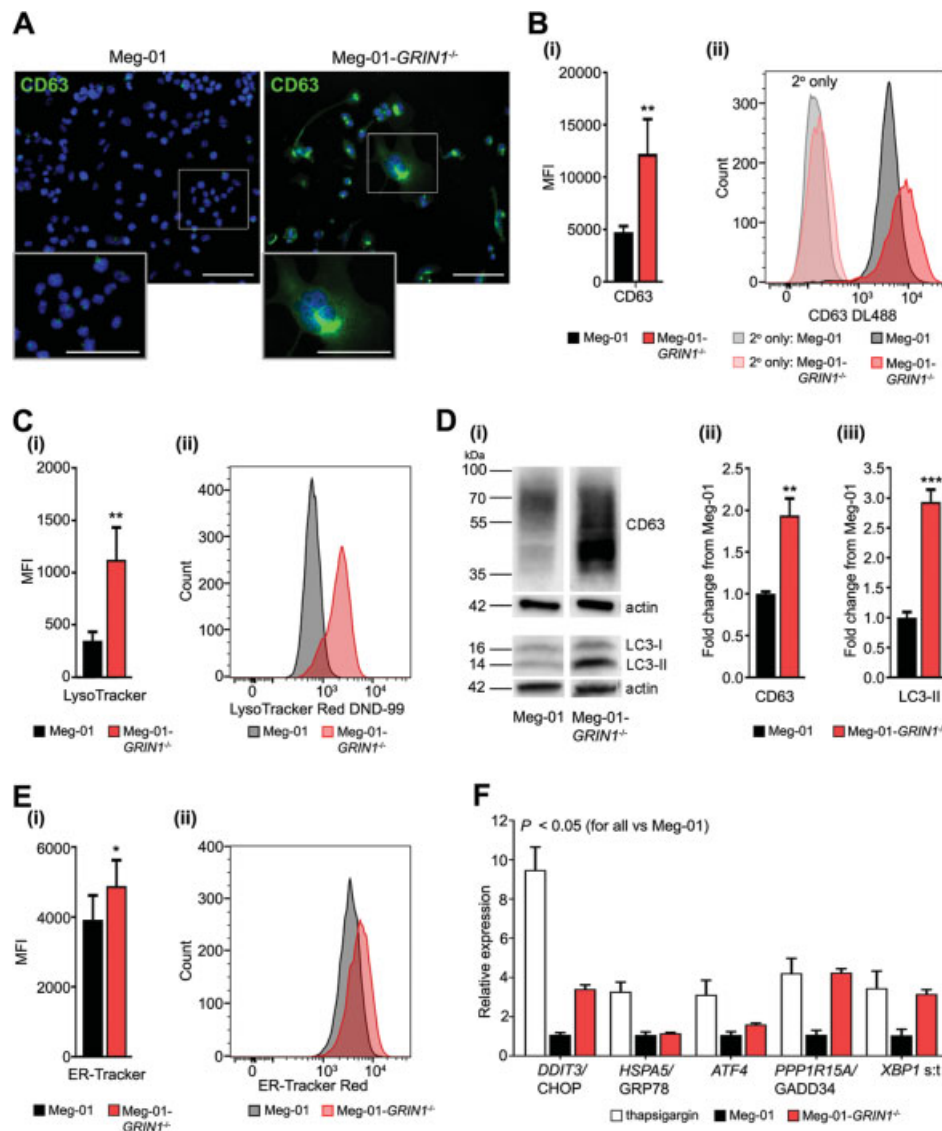 A
Meg-01
Meg-01-GRIN1-/-
CD63
CD63
B
(i)
20000
15000
10000
5000
0
MFI
**
CD63
Meg-01
Meg-01-
GRIN1-/-
(ii)
2° only
300
200
100
0
Count
0 10³ 10⁴
CD63 DL488
2° only: Meg-01
Meg-01
2° only: Meg-01-
GRIN1-/-
Meg-01-
GRIN1-/-
C
(i)
2000
1500
1000
500
0
MFI
**
LysoTracker
Meg-01
Meg-01-
GRIN1-/-
(ii)
400
300
200
100
0
Count
0 10³ 10⁴
LysoTracker Red DND-99
Meg-01
Meg-01-
GRIN1-/-
D
(i)
kDa
100
70
55
35
CD63
42
actin
16
LC3-I
14
LC3-II
42
actin
Meg-01
Meg-01-
GRIN1-/-
(ii)
2.5
2.0
1.5
1.0
0.5
0.0
Fold change from Meg-01
**
CD63
(iii)
3.5
3.0
2.5
2.0
1.5
1.0
0.5
0.0
Fold change from Meg-01
***
LC3-II
Meg-01
Meg-01-GRIN1-/-
E
(i)
6000
4000
2000
0
MFI
*
ER-Tracker
Meg-01
Meg-01-
GRIN1-/-
(ii)
400
300
200
100
0
Count
0 10³ 10⁴
ER-Tracker Red
Meg-01
Meg-01-GRIN1-/-
F
P < 0.05 (for all vs Meg-01)
12
10
8
6
4
2
0
Relative expression
DDIT3/
CHOP
HSPA5/
GRP78
ATF4
PPP1R15A/
GADD34
XBP1 s:t
thapsigargin
Meg-01
Meg-01-GRIN1-/-